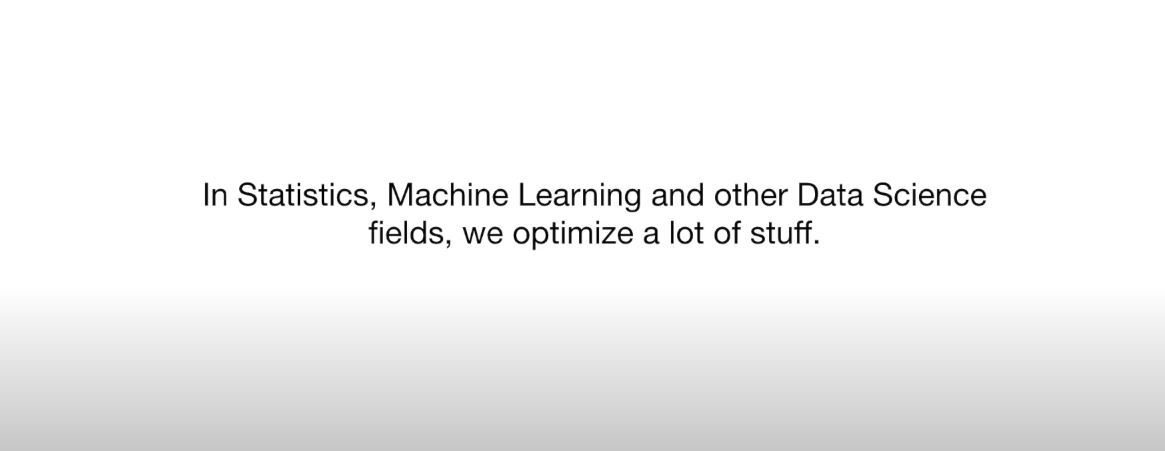 In Statistics, Machine Learning and other Data Science
fields, we optimize a lot of stuff.